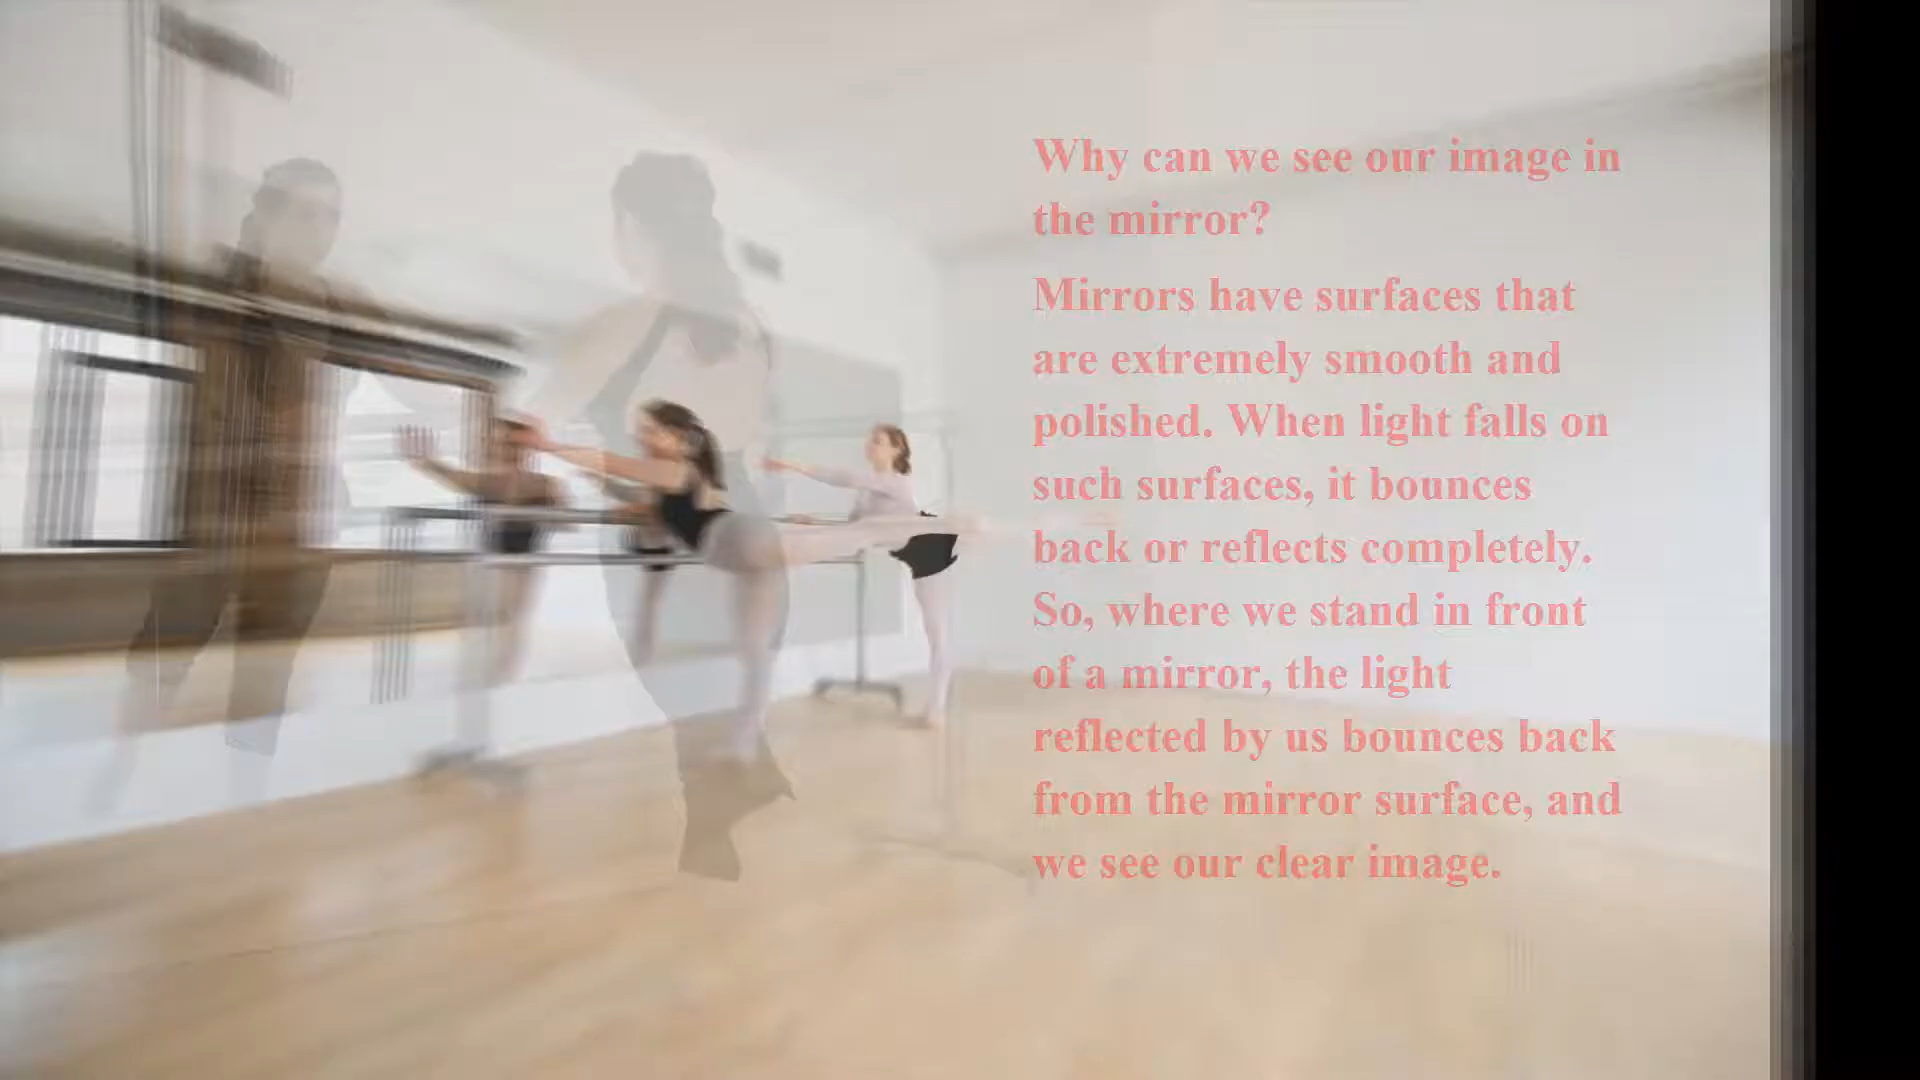 Why can we see our image in
the mirror?
Mirrors have surfaces that
are extremely smooth and
polished. When light falls on
such surfaces, it bounces
back or reflects completely.
So, where we stand in front
of a mirror, the light
reflected by us bounces back
from the mirror surface, and
we see our clear image.